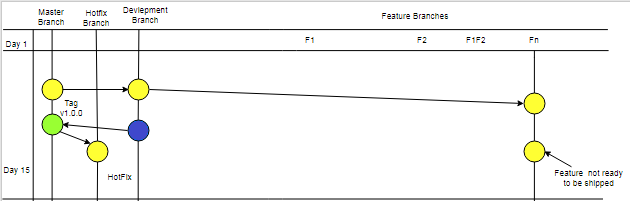 Master
Branch
Hotfix
Branch
Devlepment
Branch
Feature Branches
Day 1
F1
F2
F1F2
Fn
Tag
v1.0.0
Day 15
HotFix
Feature not ready
to be shipped